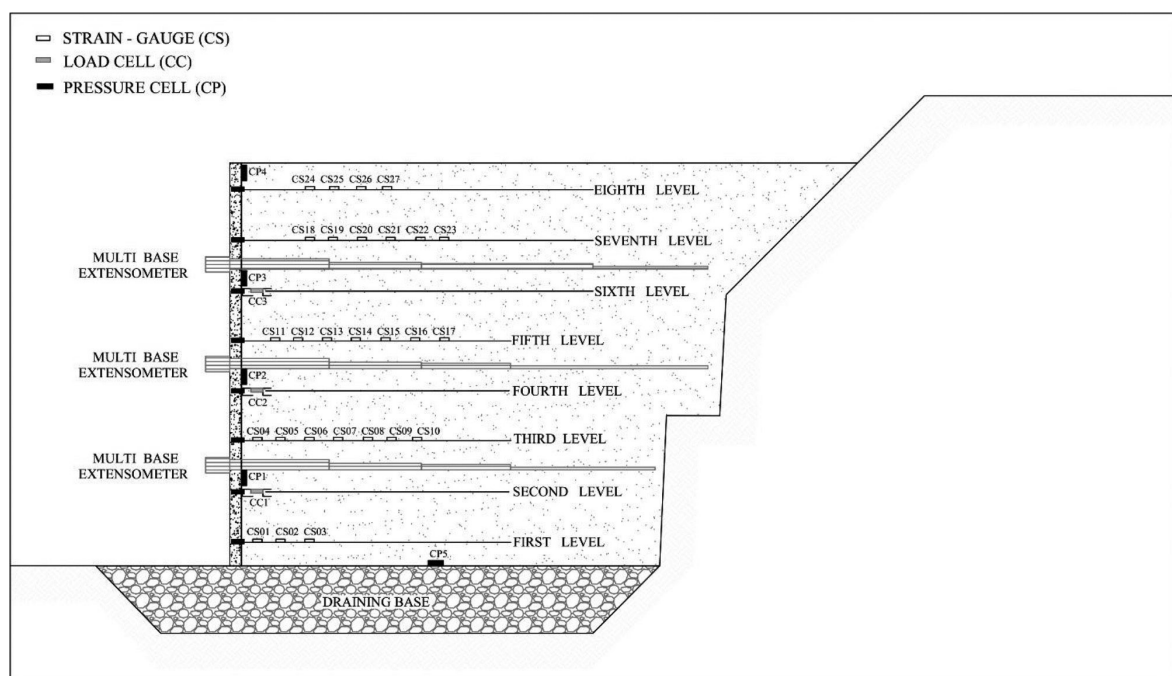 STRAIN - GAUGE (CS)
LOAD CELL (CC)
PRESSURE CELL (CP)
CP4
CS24 CS25 CS26 CS27
EIGHTH LEVEL
CS18 CS19 CS20 CS21 CS22 CS23
SEVENTH LEVEL
MULTI BASE
EXTENSOMETER
CP3
SIXTH LEVEL
CC3
CS11 CS12 CS13 CS14 CS15 CS16 CS17
FIFTH LEVEL
MULTI BASE
EXTENSOMETER
CP2
FOURTH LEVEL
CC2
CS04 CS05 CS06 CS07 CS08 CS09 CS10
THIRD LEVEL
MULTI BASE
EXTENSOMETER
CP1
SECOND LEVEL
CC1
CS01 CS02 CS03
FIRST LEVEL
CP5
DRAINING BASE